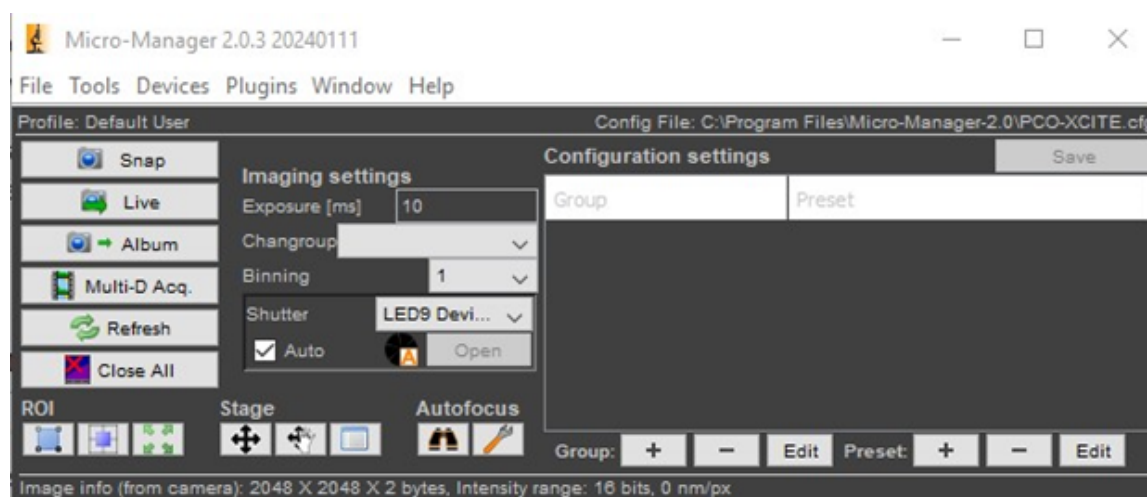 Micro-Manager 2.0.3 20240111
File Tools Devices Plugins Window Help
Profile: Default User
Config File: C:\Program Files\Micro-Manager-2.0\PCO-XCITE.cfg
Snap
Live
Album
Multi-D Acq.
Refresh
Close All
Imaging settings
Exposure [ms] 10
Changroup
Binning 1
Shutter LED9 Devi...
Auto A Open
Configuration settings Save
Group Preset
ROI
Stage
Autofocus
Group: + − Edit Preset: + − Edit
Image info (from camera): 2048 X 2048 X 2 bytes, Intensity range: 16 bits, 0 nm/px